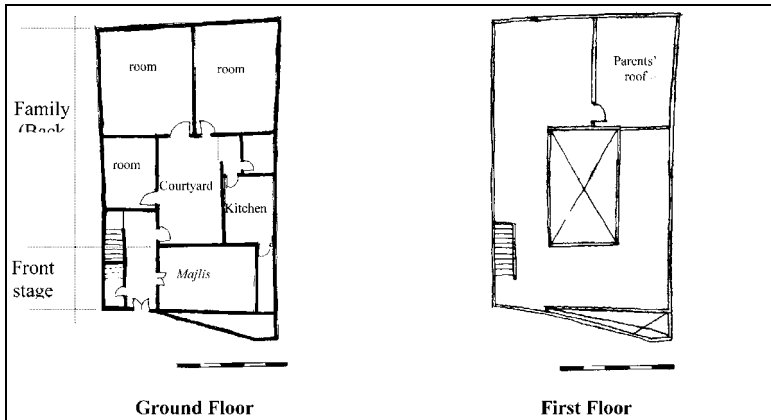 room
room
Family
(Back
room
Courtyard
Kitchen
Front
stage
Majlis
Ground Floor
Parents'
roof
First Floor